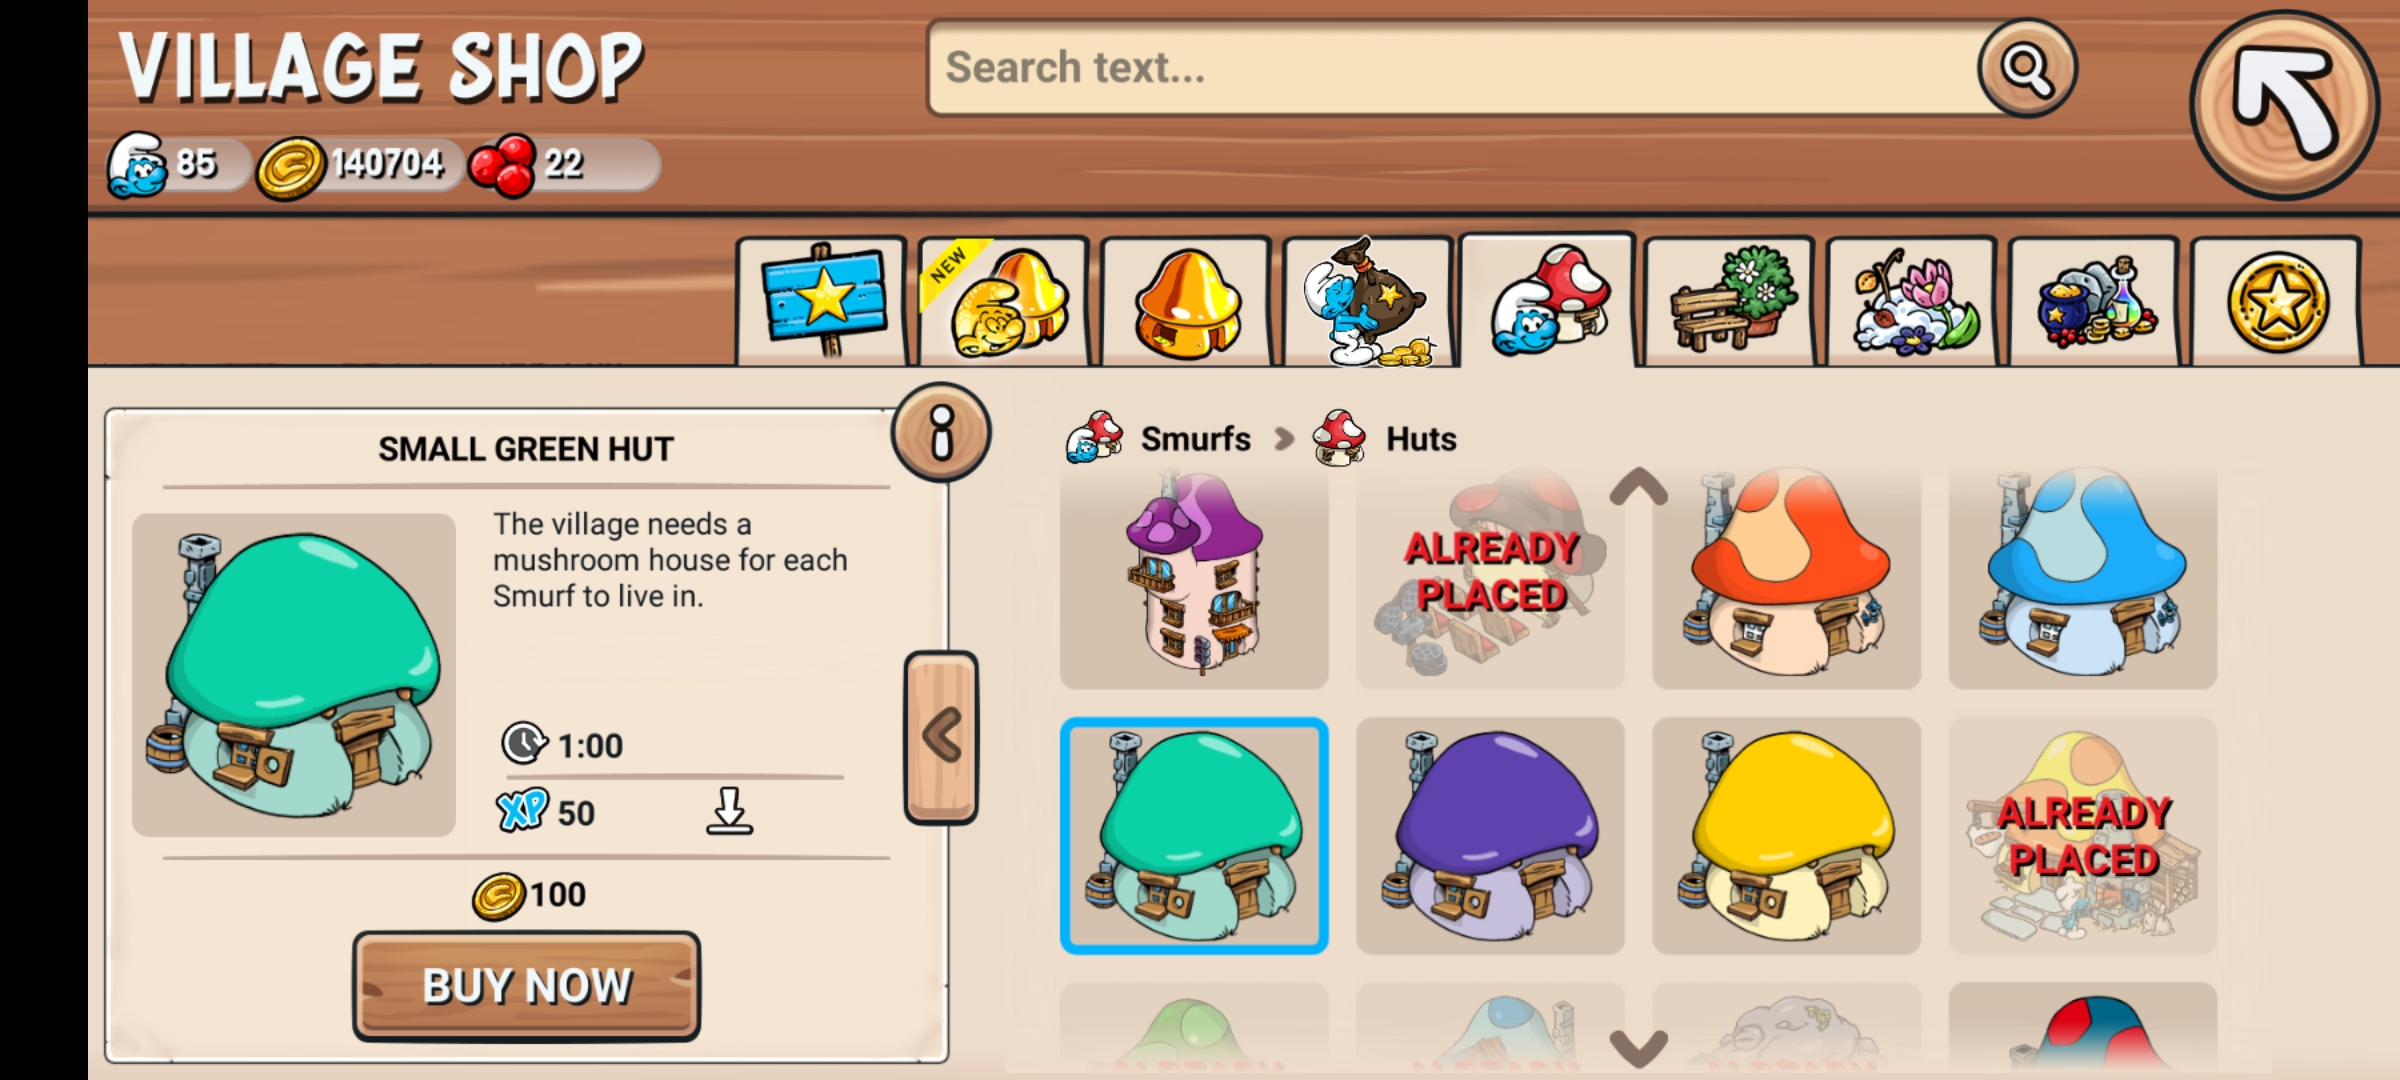 VILLAGE SHOP
Search text...
85
140704
22
NEW
SMALL GREEN HUT
The village needs a
mushroom house for each
Smurf to live in.
1:00
XP 50
100
BUY NOW
Smurfs > Huts
ALREADY
PLACED
ALREADY
PLACED